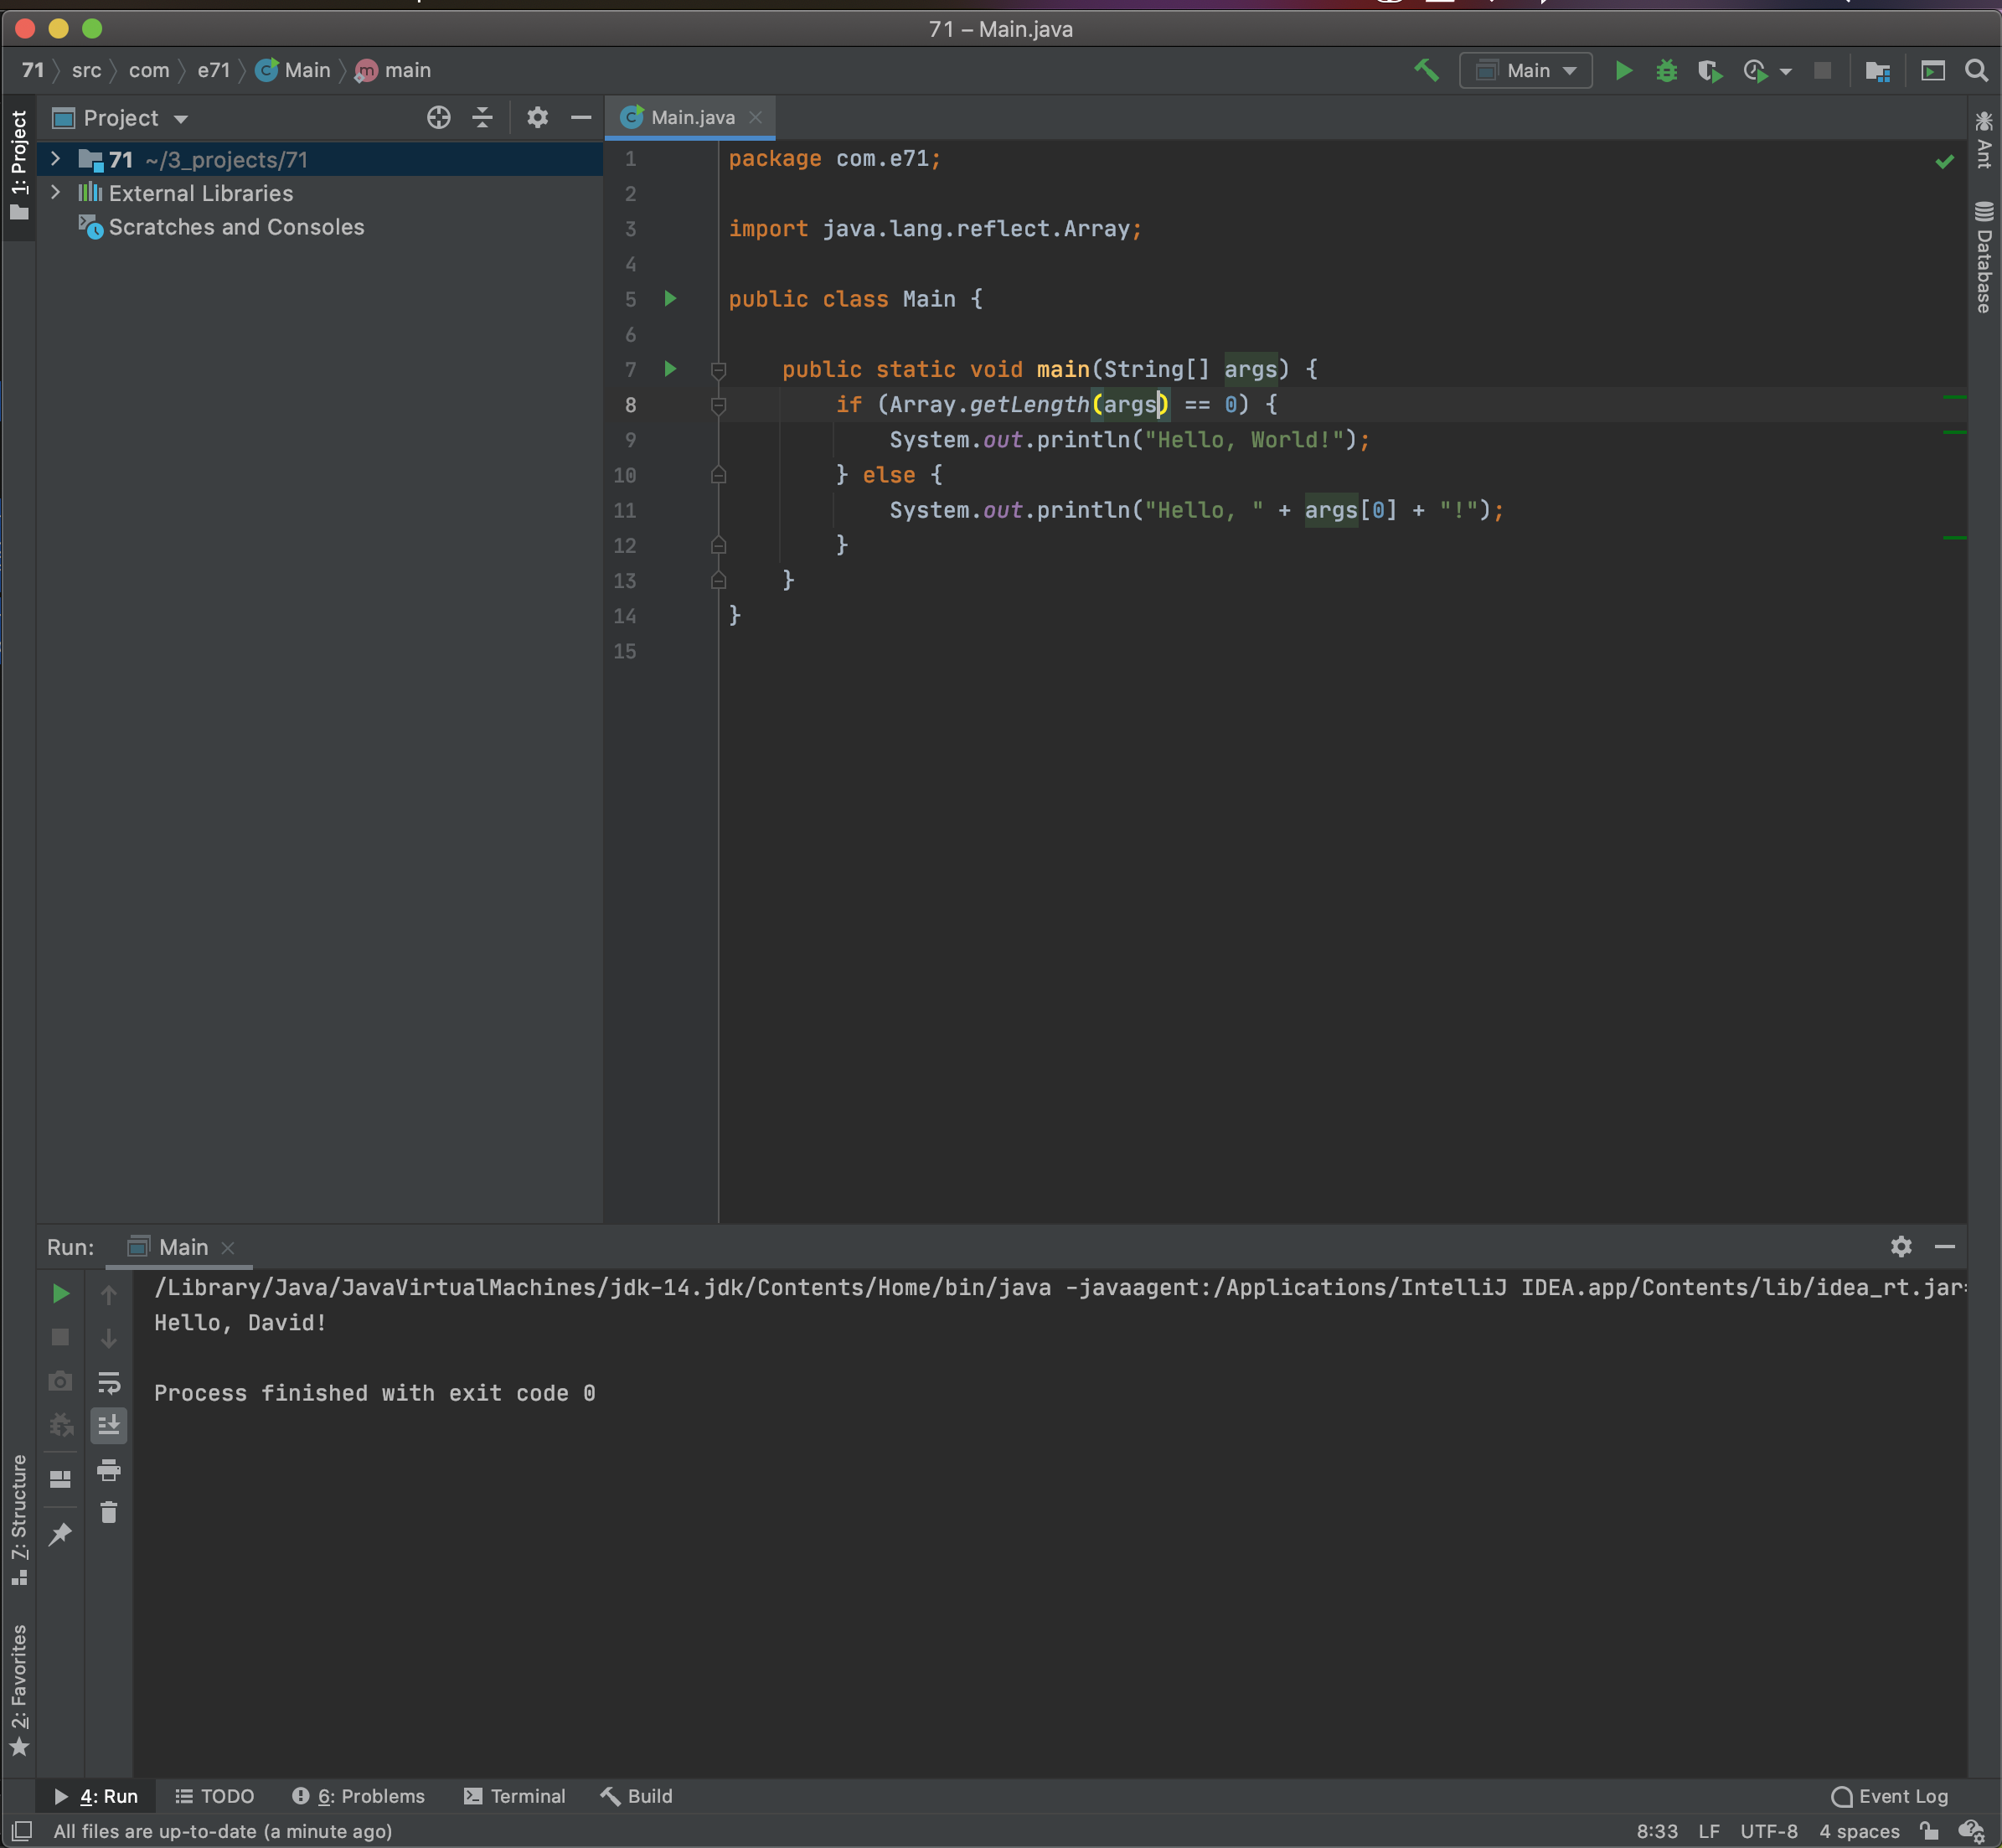 71 – Main.java
71 src com e71 Main main
Main
Project
71 ~/3_projects/71
External Libraries
Scratches and Consoles
1: Project
7: Structure
2: Favorites
Main.java
1 package com.e71;
2
3 import java.lang.reflect.Array;
4
5 public class Main {
6
7 public static void main(String[] args) {
8 if (Array.getLength(args) == 0) {
9 System.out.println("Hello, World!");
10 } else {
11 System.out.println("Hello, " + args[0] + "!");
12 }
13 }
14 }
15
Ant
Database
Run: Main
/Library/Java/JavaVirtualMachines/jdk-14.jdk/Contents/Home/bin/java -javaagent:/Applications/IntelliJ IDEA.app/Contents/lib/idea_rt.jar=
Hello, David!
Process finished with exit code 0
4: Run TODO 6: Problems Terminal Build Event Log
All files are up-to-date (a minute ago) 8:33 LF UTF-8 4 spaces